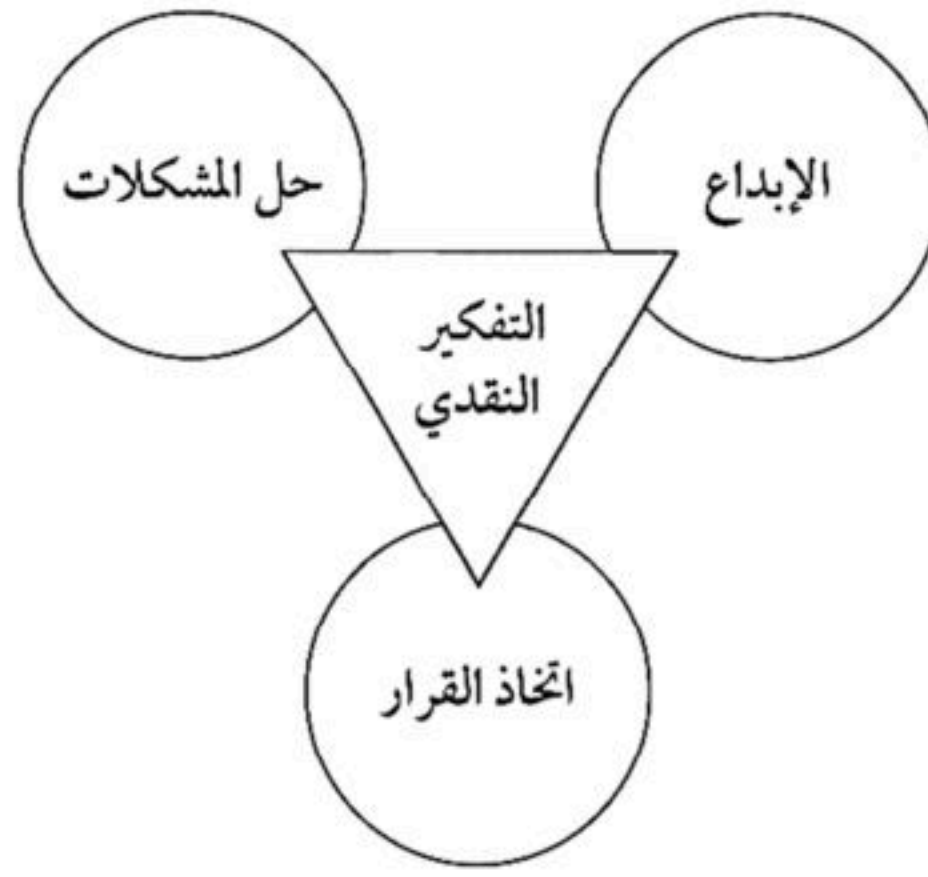 الإبداع
حل المشكلات
التفكير
النقدي
اتخاذ القرار